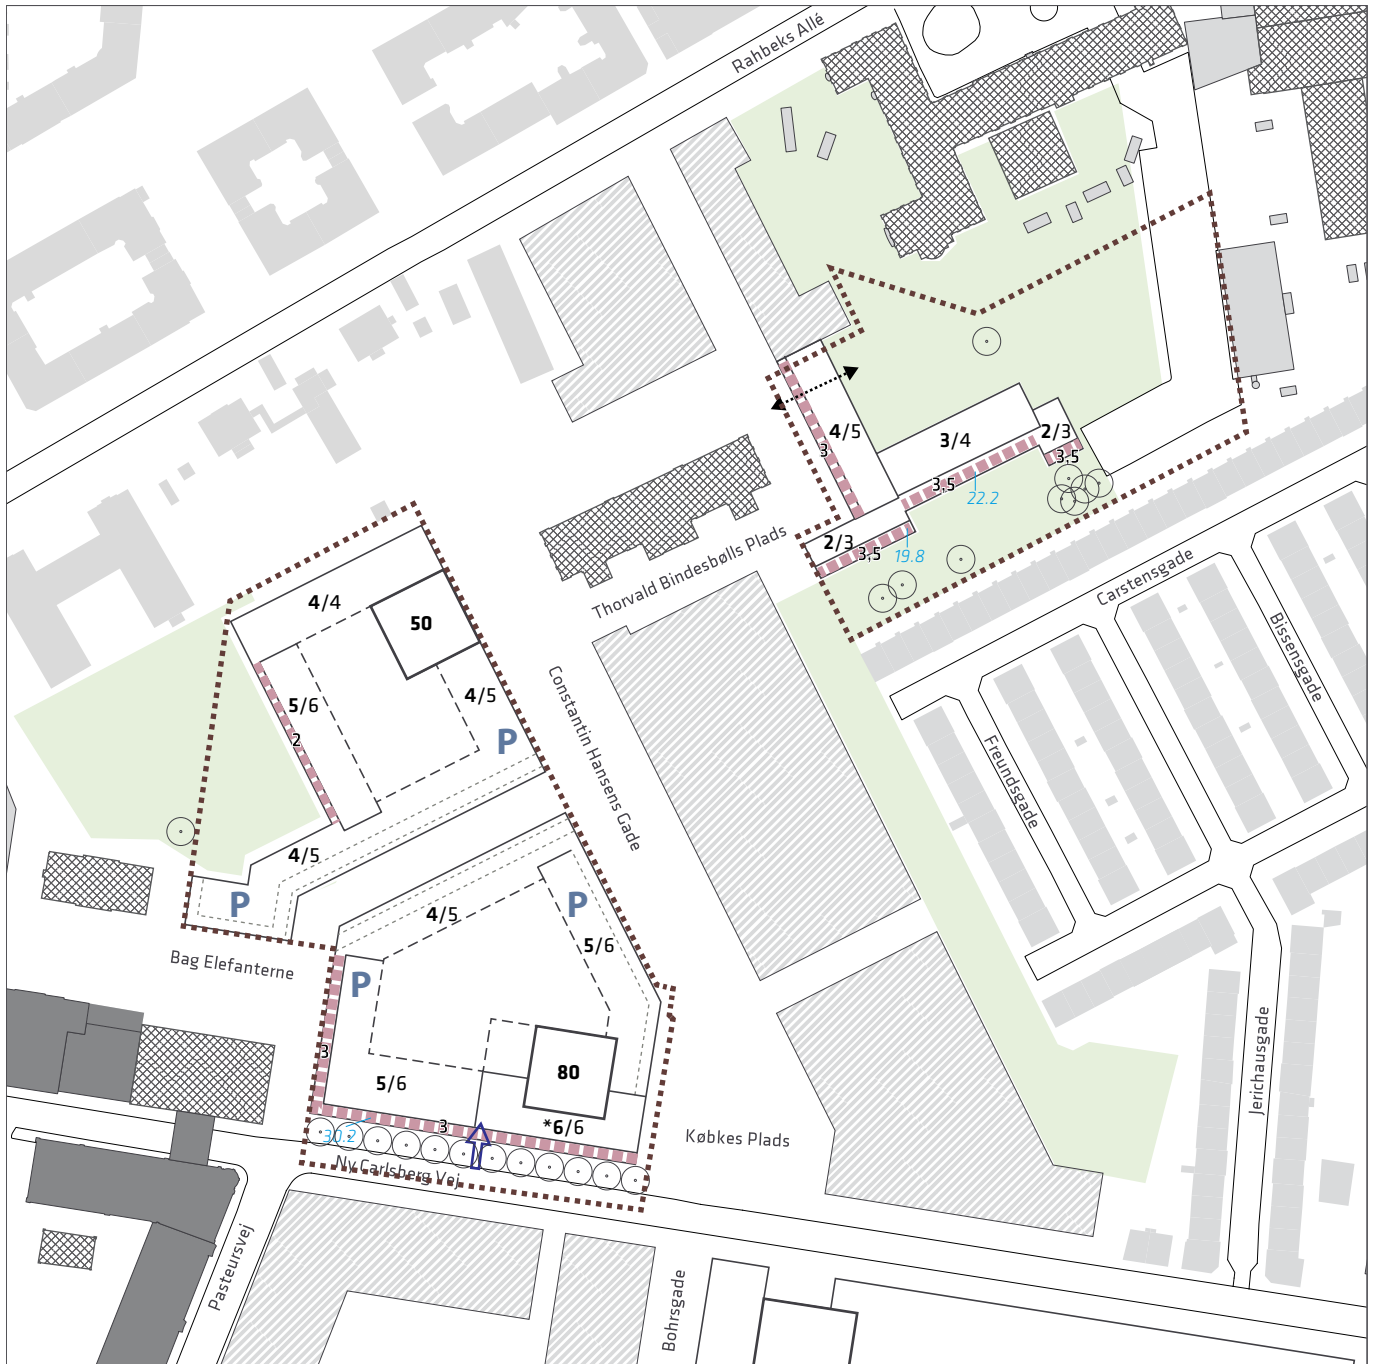 Rahbeks Allé
4/5
3
3/4
2/3
3,5
3,5
22.2
2/3
3,5
19.8
Thorvald Bindesbølls Plads
Carstensgade
Bissensgade
Freundsgade
Constantin Hansens Gade
4/4
50
5/6
4/5
2
P
4/5
P
4/5
P
5/6
Bag Elefanterne
P
3
5/6
80
3
*6/6
30.2
Ny Carlsberg Vej
Købkes Plads
Jerichausgade
Pasteursvej
Bohrsgade